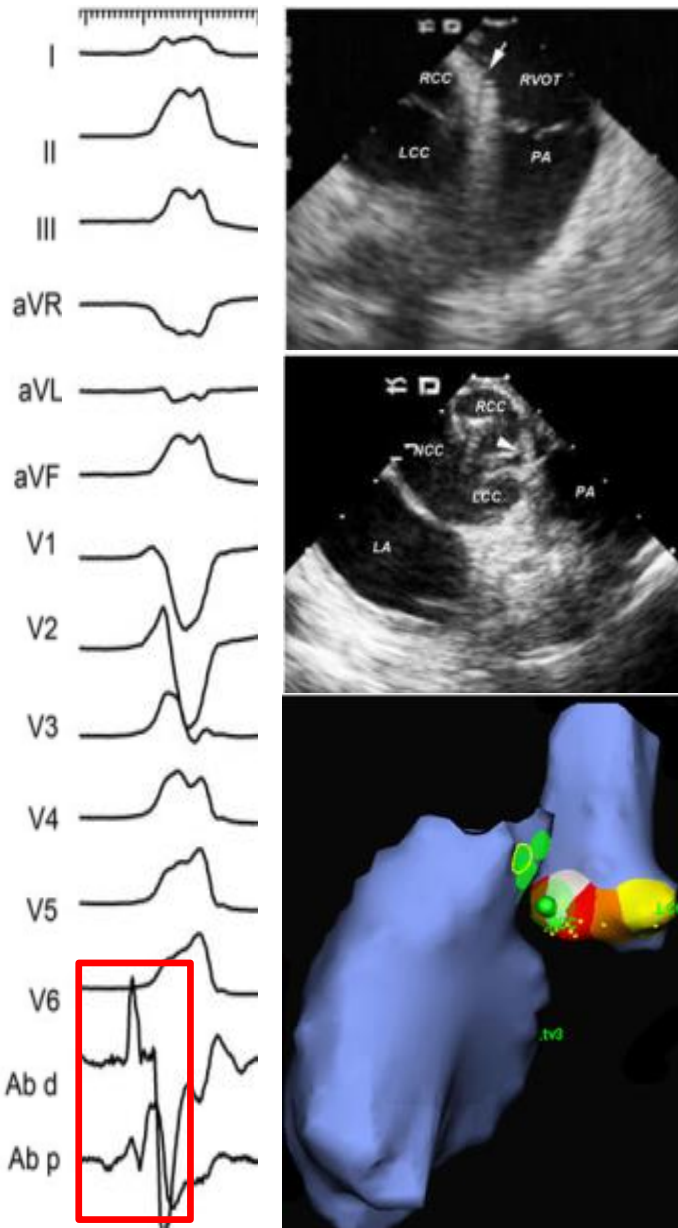 I
II
III
aVR
aVL
aVF
V1
V2
V3
V4
V5
V6
Ab d
Ab p
RCC
RVOT
LCC
PA
RCC
NCC
LCC
PA
LA
.tv3